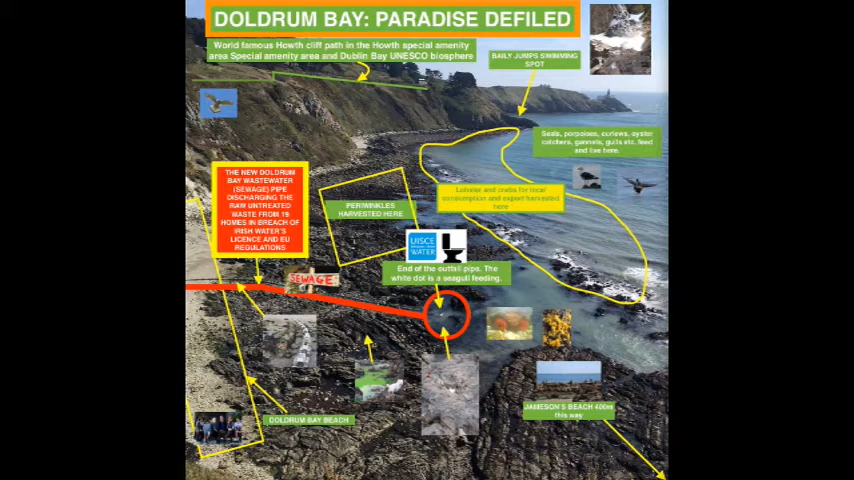 DOLDRUM BAY: PARADISE DEFILED
World famous Howth cliff path in the Howth special amenity
area Special amenity area and Dublin Bay UNESCO biosphere
BAILY JUMPS SWIMMING
SPOT
Seals, porpoises, curlews, oyster
catchers, gannets, gulls etc. feed
and live here.
THE NEW DOLDRUM
BAY WASTEWATER
(SEWAGE) PIPE
DISCHARGING THE
RAW UNTREATED
WASTE FROM 19
HOMES IN BREACH OF
IRISH WATER'S
LICENCE AND EU
REGULATIONS
Lobster and crabs for local
consumption and export harvested
here
PERIWINKLES
HARVESTED HERE
UISCE
WATER
End of the outfall pipe. The
white dot is a seagull feeding.
SEWAGE
JAMESON'S BEACH 400m
this way
DOLDRUM BAY BEACH